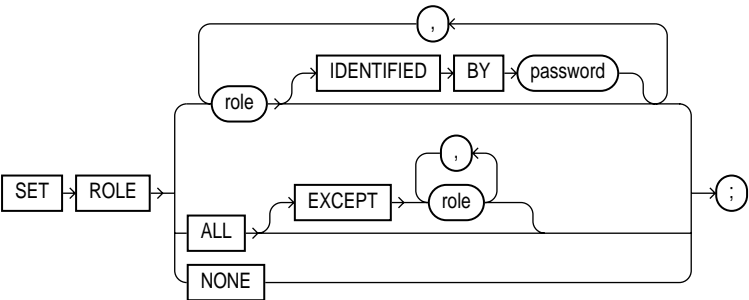 ,
IDENTIFIED BY password
role
SET ROLE ;
,
EXCEPT role
ALL
NONE